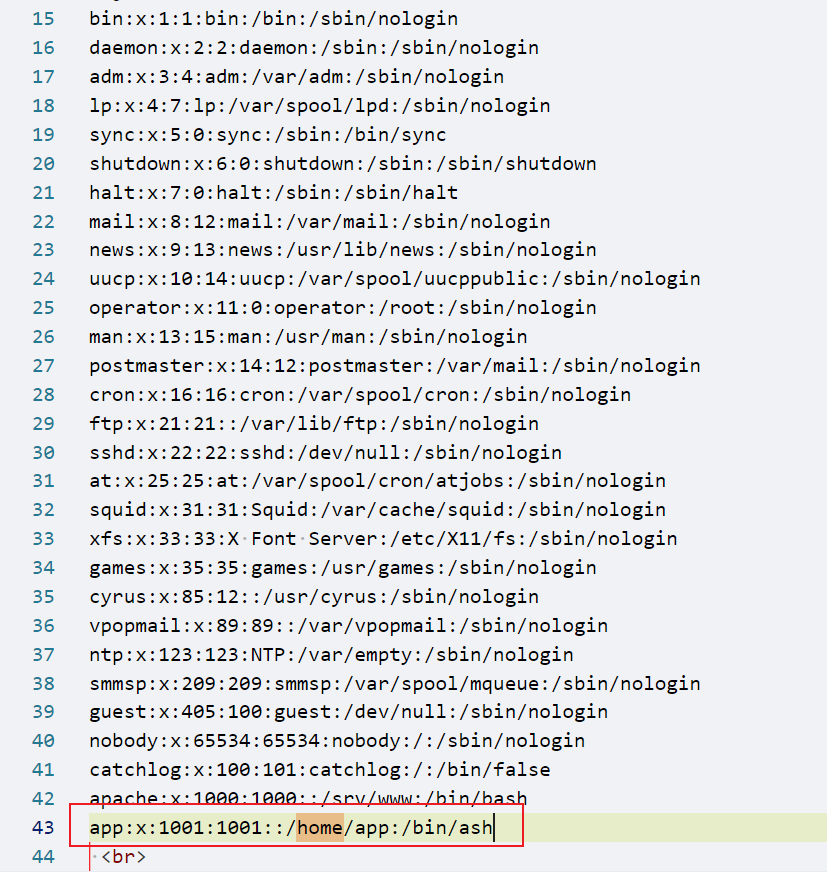 15 bin:x:1:1:bin:/bin:/sbin/nologin
16 daemon:x:2:2:daemon:/sbin:/sbin/nologin
17 adm:x:3:4:adm:/var/adm:/sbin/nologin
18 lp:x:4:7:lp:/var/spool/lpd:/sbin/nologin
19 sync:x:5:0:sync:/sbin:/bin/sync
20 shutdown:x:6:0:shutdown:/sbin:/sbin/shutdown
21 halt:x:7:0:halt:/sbin:/sbin/halt
22 mail:x:8:12:mail:/var/mail:/sbin/nologin
23 news:x:9:13:news:/usr/lib/news:/sbin/nologin
24 uucp:x:10:14:uucp:/var/spool/uucppublic:/sbin/nologin
25 operator:x:11:0:operator:/root:/sbin/nologin
26 man:x:13:15:man:/usr/man:/sbin/nologin
27 postmaster:x:14:12:postmaster:/var/mail:/sbin/nologin
28 cron:x:16:16:cron:/var/spool/cron:/sbin/nologin
29 ftp:x:21:21::/var/lib/ftp:/sbin/nologin
30 sshd:x:22:22:sshd:/dev/null:/sbin/nologin
31 at:x:25:25:at:/var/spool/cron/atjobs:/sbin/nologin
32 squid:x:31:31:Squid:/var/cache/squid:/sbin/nologin
33 xfs:x:33:33:X·Font·Server:/etc/X11/fs:/sbin/nologin
34 games:x:35:35:games:/usr/games:/sbin/nologin
35 cyrus:x:85:12::/usr/cyrus:/sbin/nologin
36 vpopmail:x:89:89::/var/vpopmail:/sbin/nologin
37 ntp:x:123:123:NTP:/var/empty:/sbin/nologin
38 smmsp:x:209:209:smmsp:/var/spool/mqueue:/sbin/nologin
39 guest:x:405:100:guest:/dev/null:/sbin/nologin
40 nobody:x:65534:65534:nobody:/:/sbin/nologin
41 catchlog:x:100:101:catchlog:/:/bin/false
42 apache:x:1000:1000::/srv/www:/bin/bash
43 app:x:1001:1001::/home/app:/bin/ash
44 ·<br>